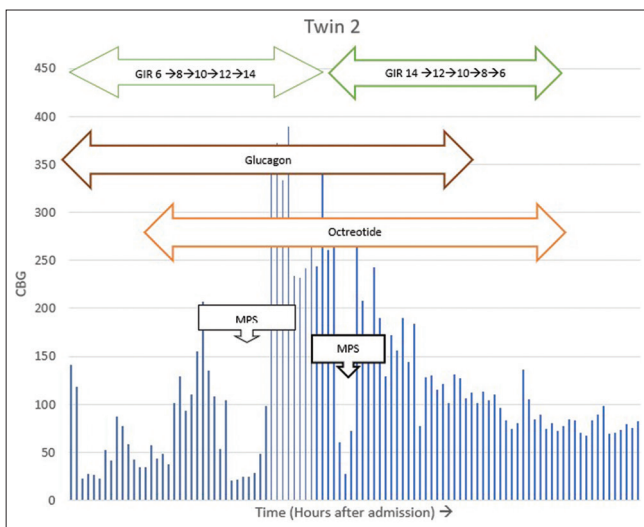 Twin 2
450
GIR 6 →8→10→12→14
GIR 14 →12→10→8→6
400
350
Glucagon
300
Octreotide
250
CBG
200
MPS
MPS
150
100
50
0
Time (Hours after admission) →